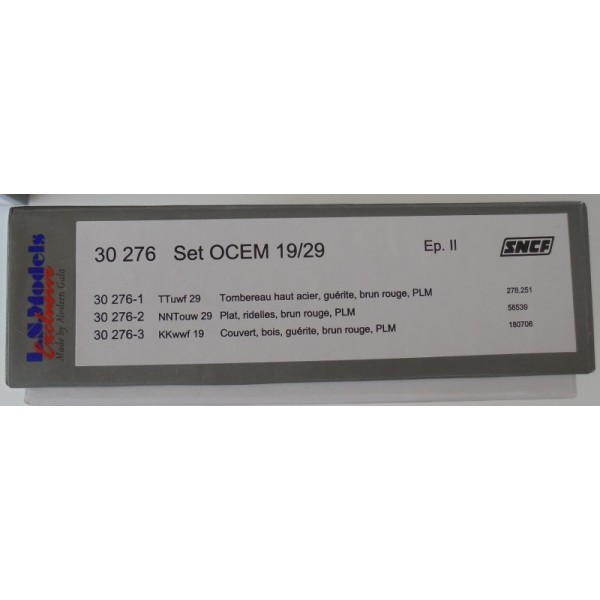 LS Models
Exclusive
Made by Modern Gala
30 276 Set OCEM 19/29 Ep. II SNCF
30 276-1 TTuwf 29 Tombereau haut acier, guérite, brun rouge, PLM 278.251
30 276-2 NNTouw 29 Plat, ridelles, brun rouge, PLM 56539
30 276-3 KKwwf 19 Couvert, bois, guérite, brun rouge, PLM 180706